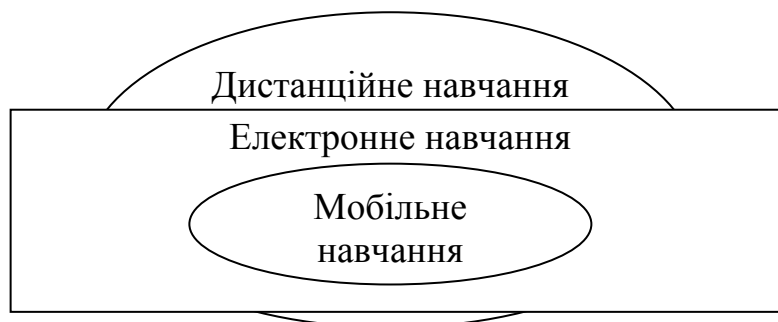 Дистанційне навчання
Електронне навчання
Мобільне
навчання